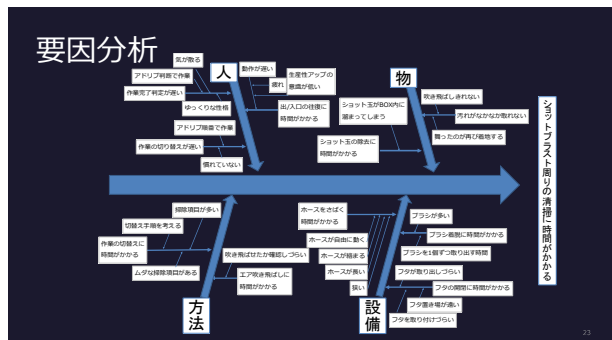 要因分析
人
気が散る
アドリブ判断で作業
作業完了判定が遅い
ゆっくりな性格
アドリブ順番で作業
作業の切り替えが遅い
慣れていない
動作が遅い
疲れ
生産性アップの
意識が低い
出/入口の往復に
時間がかかる
物
ショット玉がBOX内に
溜まってしまう
ショット玉の除去に
時間がかかる
吹き飛ばしきれない
汚れがなかなか取れない
舞ったのが再び着地する
ショットブラスト周りの清掃に時間がかかる
方法
掃除項目が多い
切替え手順を考える
作業の切替えに
時間がかかる
ムダな掃除項目がある
吹き飛ばせたか確認しづらい
エア吹き飛ばしに
時間がかかる
設備
ホースをさばく
時間がかかる
ホースが自由に動く
ホースが絡まる
ホースが長い
狭い
ブラシが多い
ブラシ着脱に時間がかかる
ブラシを1個ずつ取り出す時間
フタが取り出しづらい
フタの開閉に時間がかかる
フタ置き場が遠い
フタを取り付けづらい
23